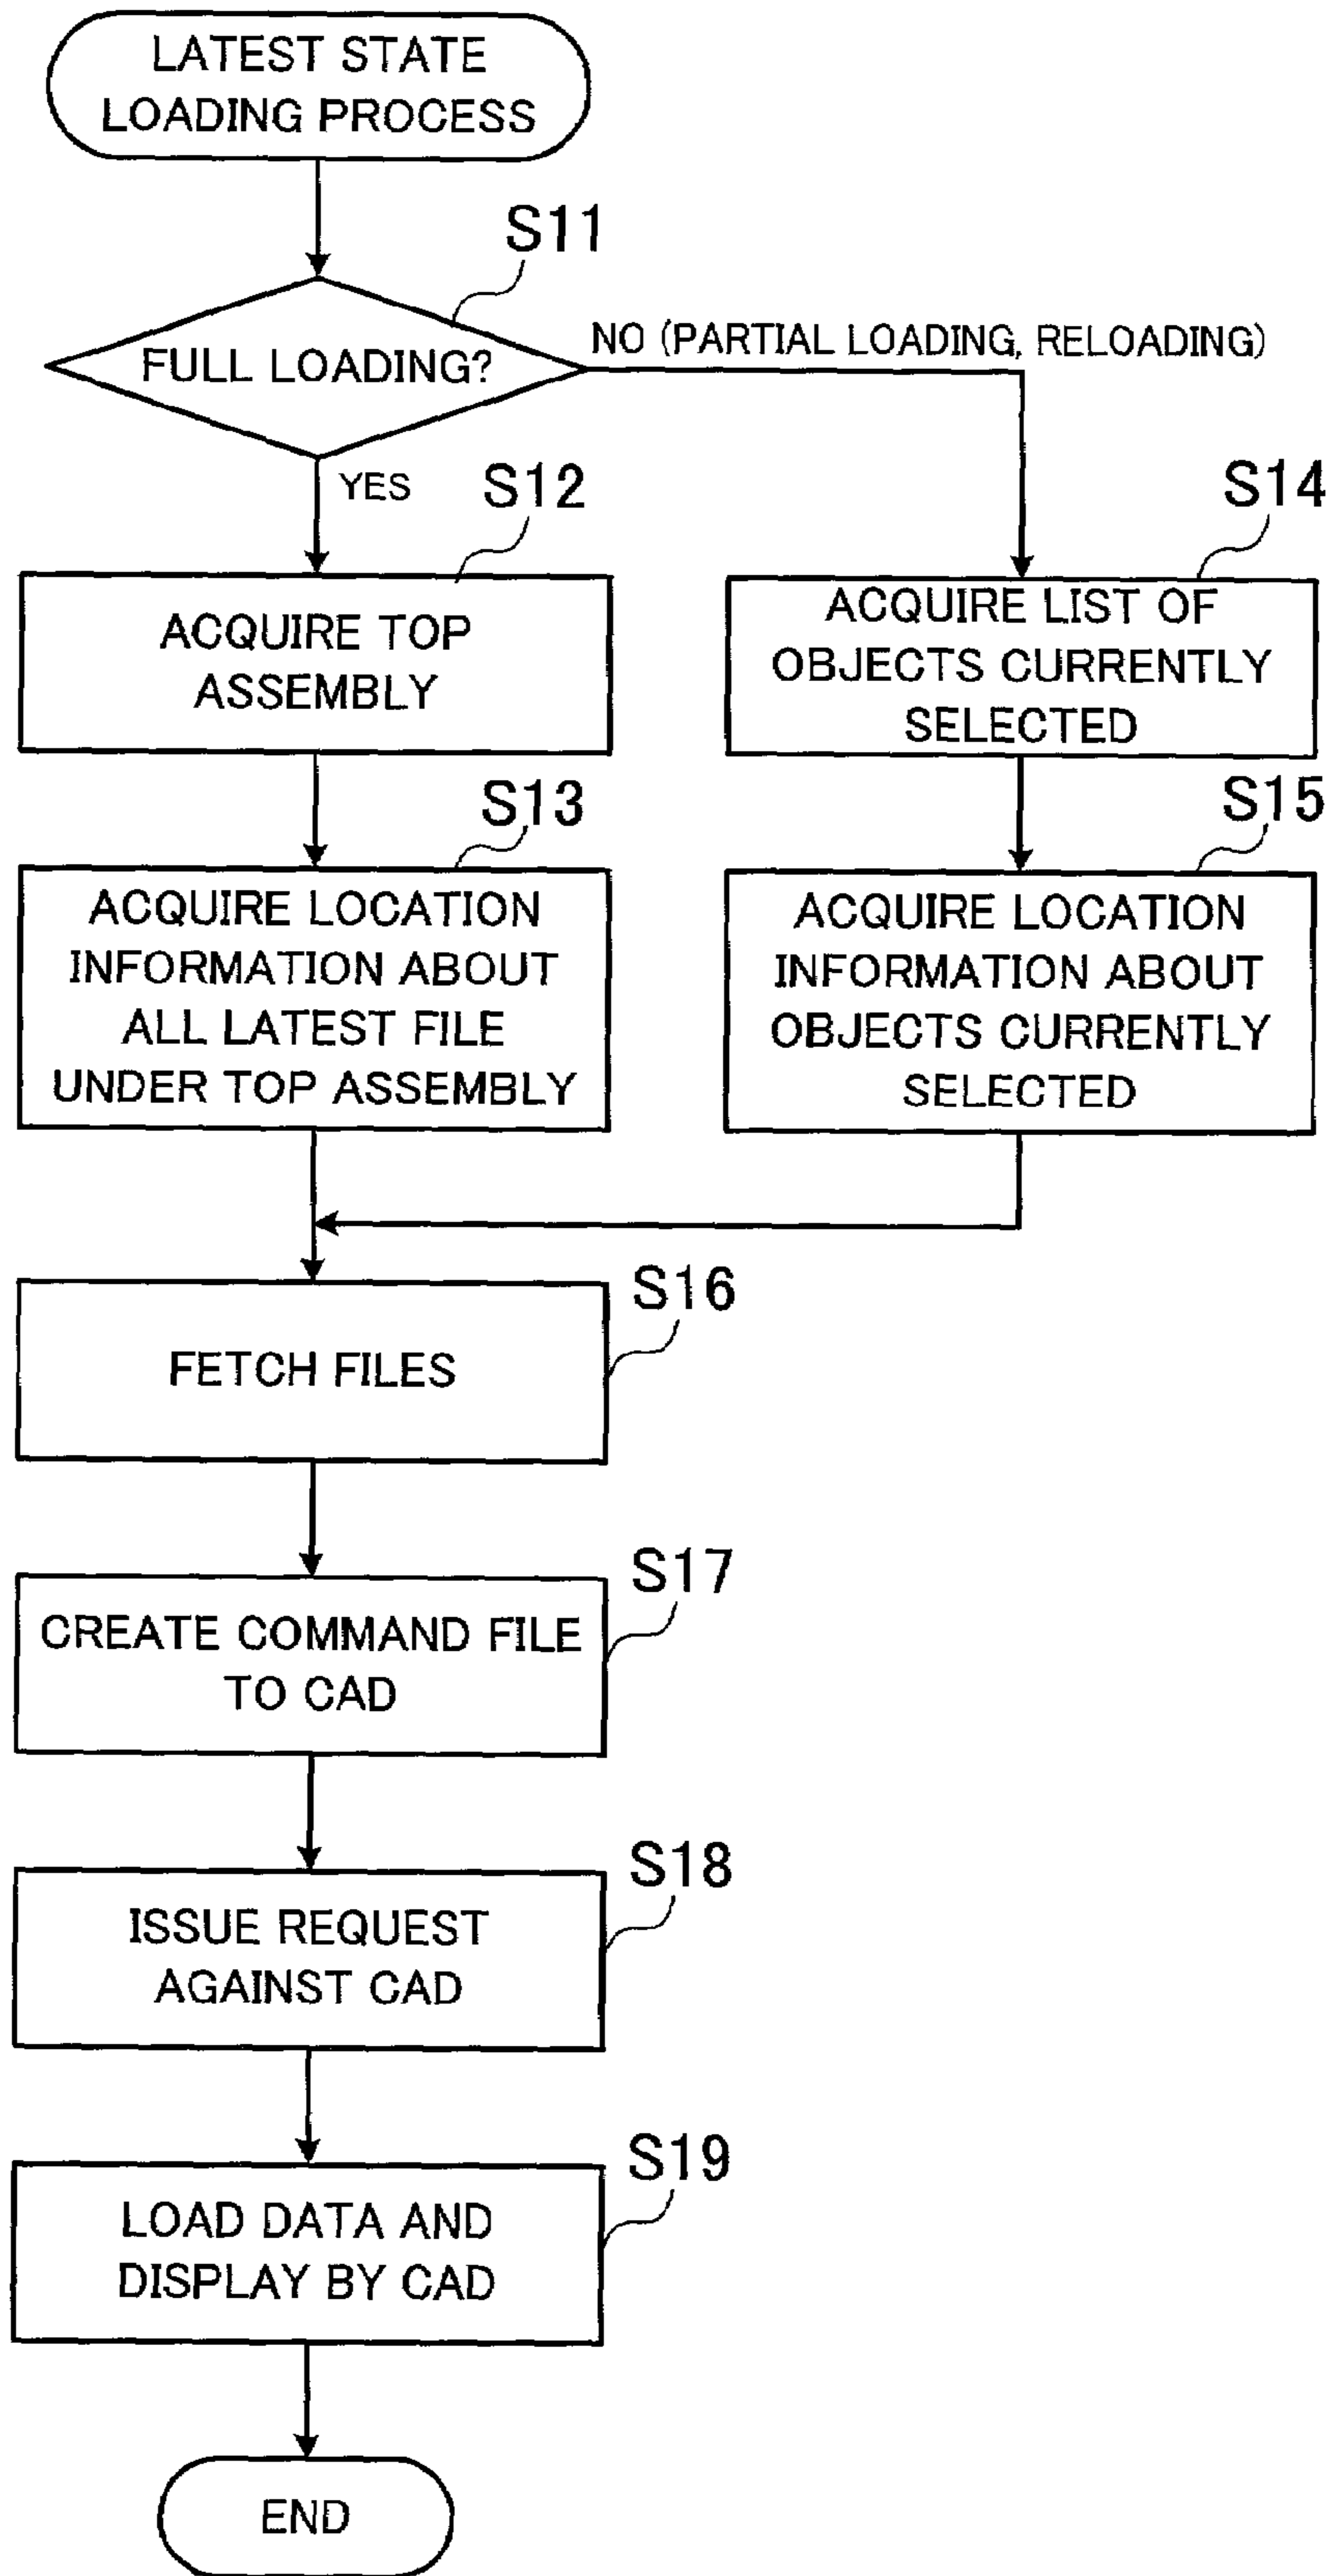 LATEST STATE
LOADING PROCESS
S11
FULL LOADING?
NO (PARTIAL LOADING, RELOADING)
YES
S12
ACQUIRE TOP
ASSEMBLY
S14
ACQUIRE LIST OF
OBJECTS CURRENTLY
SELECTED
S13
ACQUIRE LOCATION
INFORMATION ABOUT
ALL LATEST FILE
UNDER TOP ASSEMBLY
S15
ACQUIRE LOCATION
INFORMATION ABOUT
OBJECTS CURRENTLY
SELECTED
S16
FETCH FILES
S17
CREATE COMMAND FILE
TO CAD
S18
ISSUE REQUEST
AGAINST CAD
S19
LOAD DATA AND
DISPLAY BY CAD
END